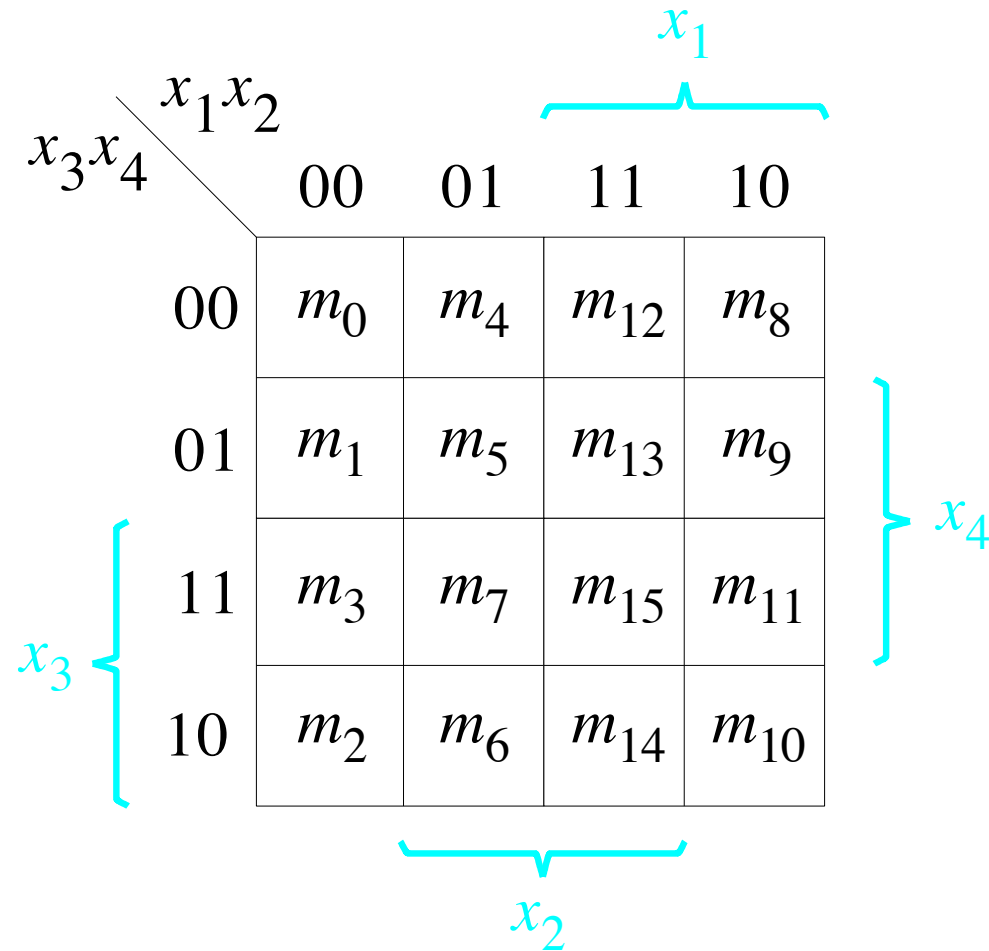 x₁
x₁x₂
x₃x₄
00 01 11 10
00 m₀ m₄ m₁₂ m₈
01 m₁ m₅ m₁₃ m₉
x₄
11 m₃ m₇ m₁₅ m₁₁
x₃
10 m₂ m₆ m₁₄ m₁₀
x₂